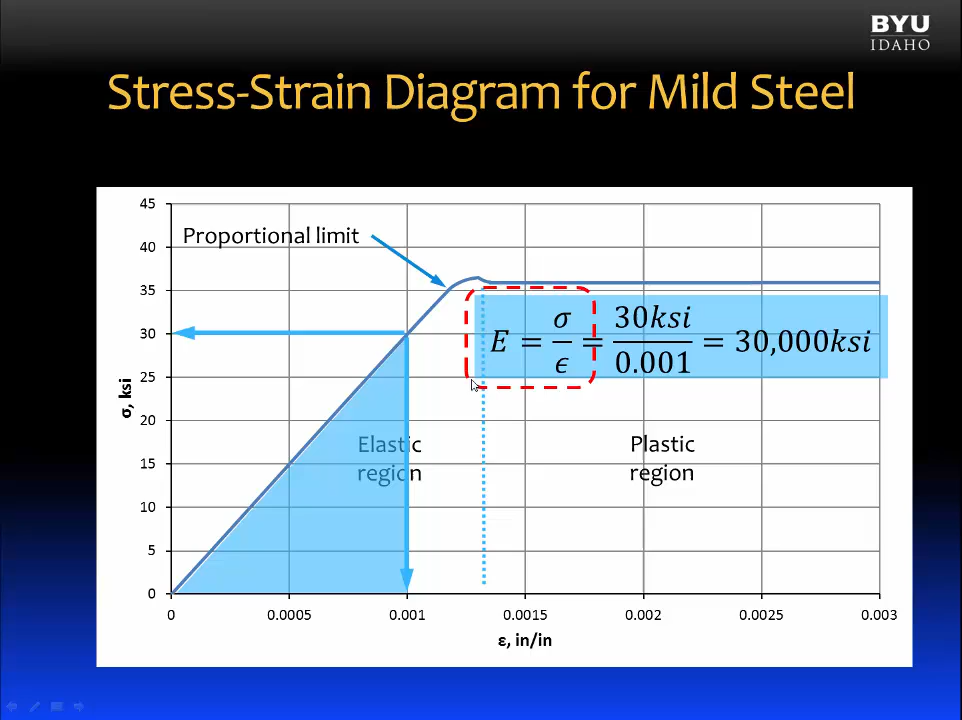 BYU
IDAHO
Stress-Strain Diagram for Mild Steel
45
40
35
30
25
20
15
10
5
0
σ, ksi
Proportional limit
E = σ/ϵ = 30ksi/0.001 = 30,000ksi
Elastic
region
Plastic
region
0 0.0005 0.001 0.0015 0.002 0.0025 0.003
ε, in/in